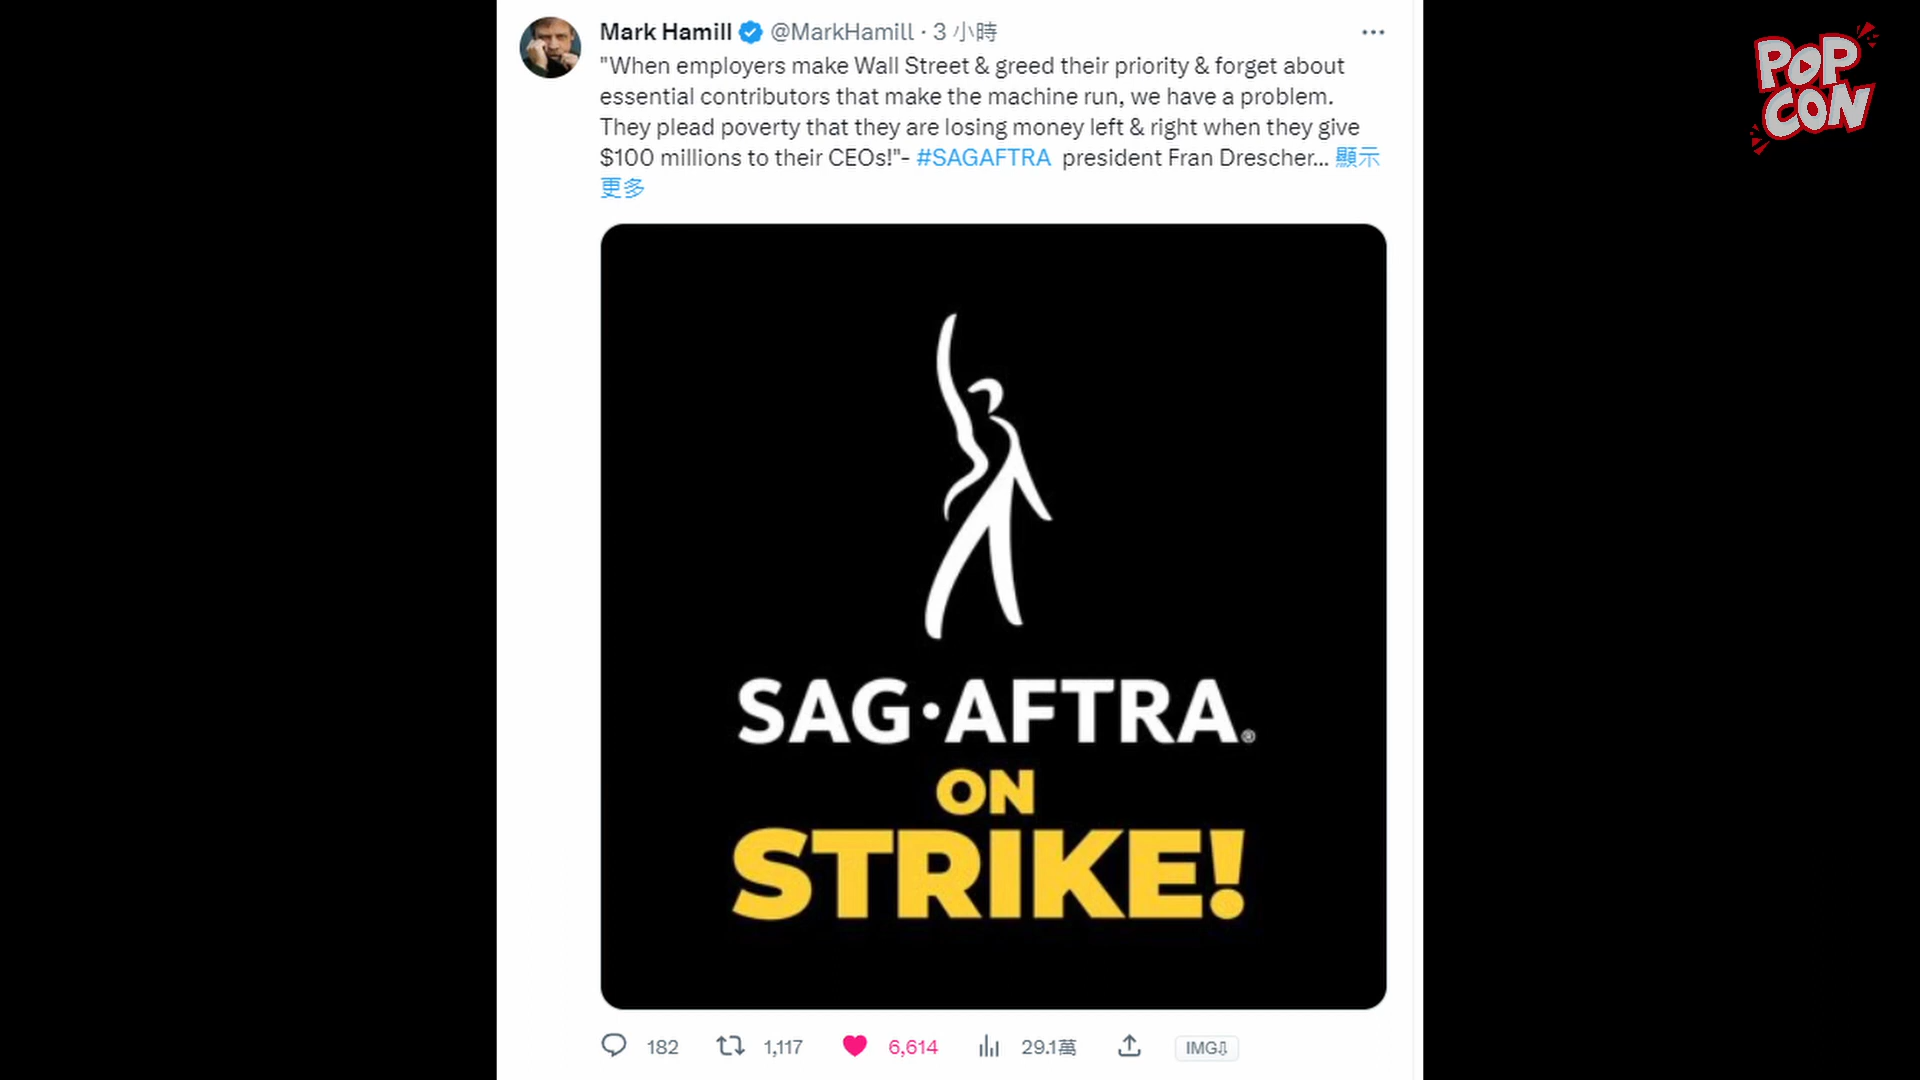 Mark Hamill @MarkHamill · 3 小時
"When employers make Wall Street & greed their priority & forget about
essential contributors that make the machine run, we have a problem.
They plead poverty that they are losing money left & right when they give
$100 millions to their CEOs!"- #SAGAFTRA president Fran Drescher... 顯示
更多
SAG·AFTRA®
ON
STRIKE!
182 1,117 6,614 29.1萬 IMG⇩
POP
CON